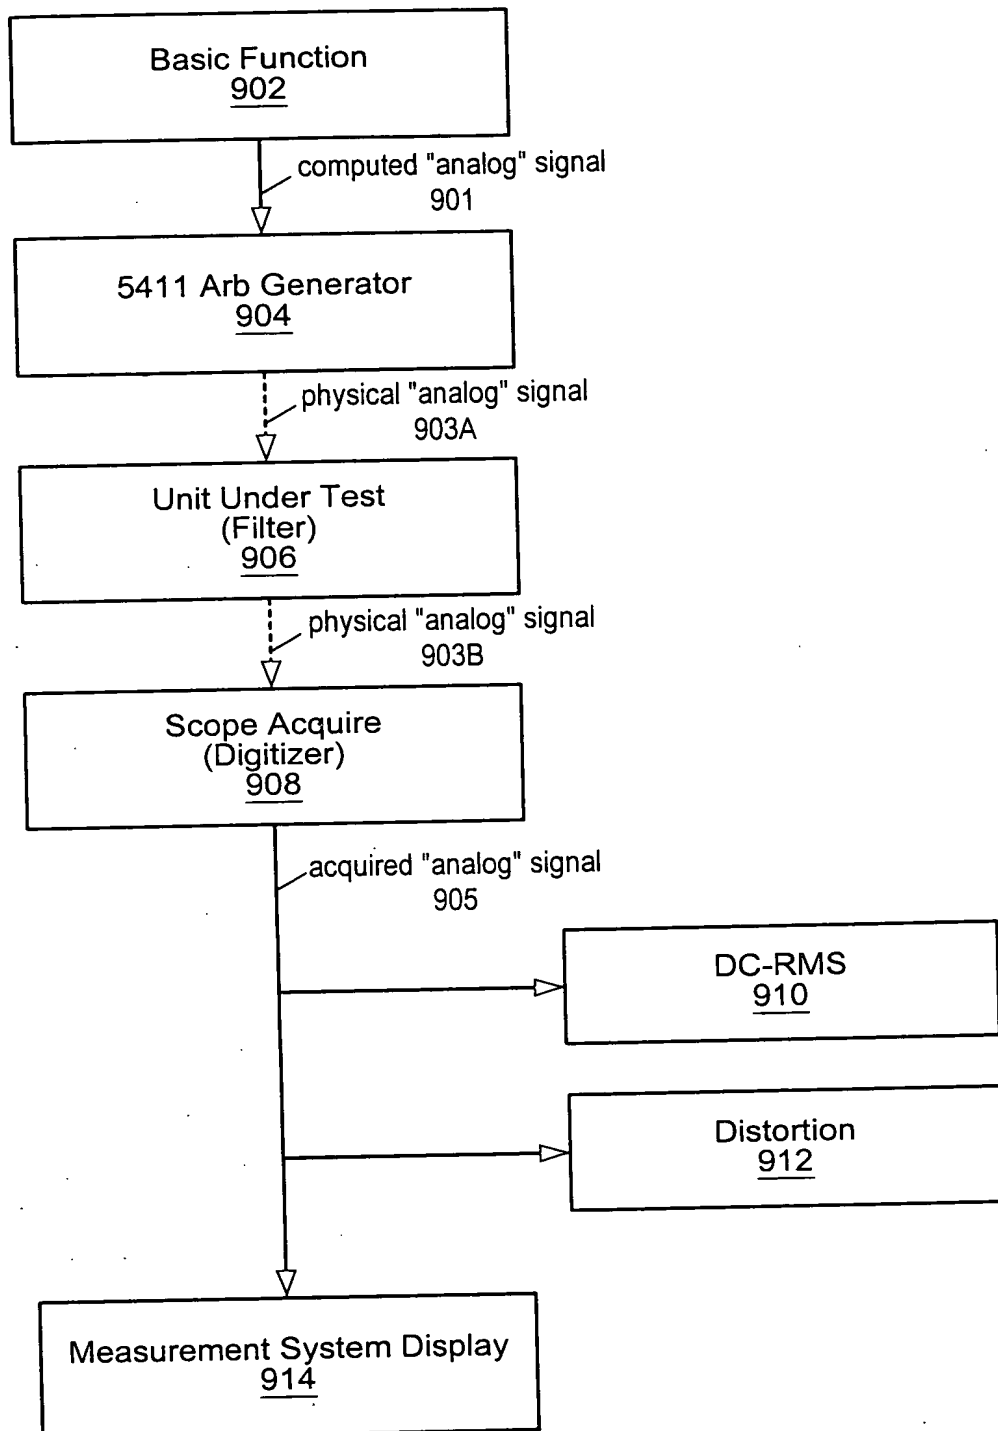 Basic Function
902
computed "analog" signal
901
5411 Arb Generator
904
physical "analog" signal
903A
Unit Under Test
(Filter)
906
physical "analog" signal
903B
Scope Acquire
(Digitizer)
908
acquired "analog" signal
905
DC-RMS
910
Distortion
912
Measurement System Display
914